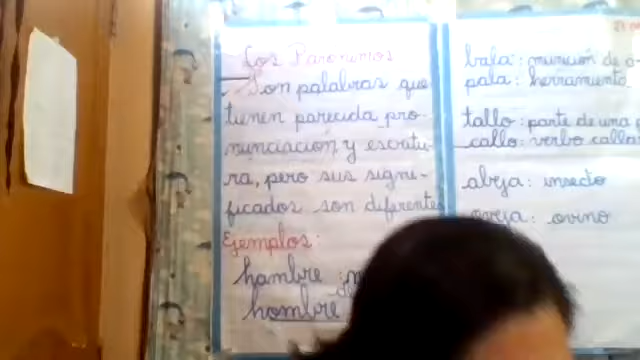 Los Paronimos
Son palabras que
tienen parecida pro-
nunciación y escritu-
ra, pero sus signi-
ficados son diferentes
Ejemplos:
hambre :
hombre
bala : munición de a-
pala : herramienta
tallo : parte de una
callo : verbo callar
abeja : insecto
oveja : ovino